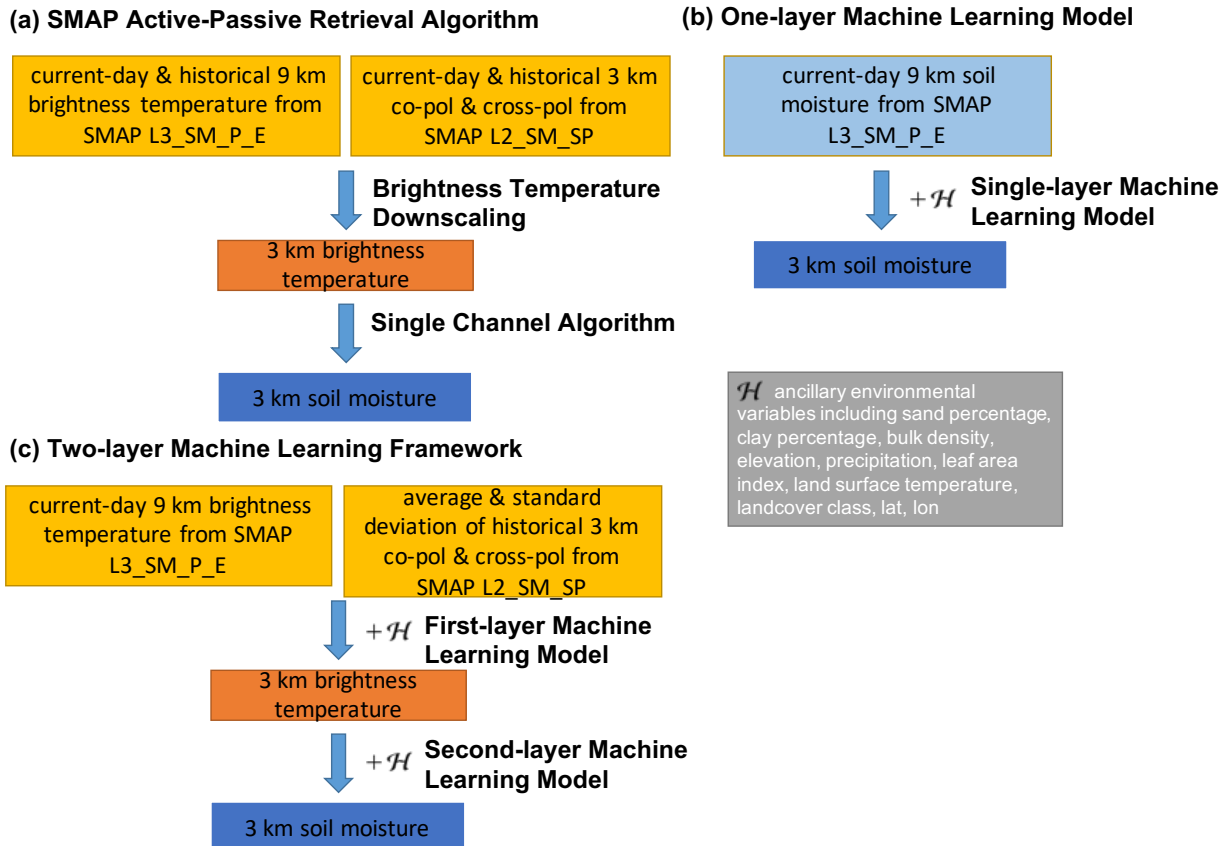 (a) SMAP Active-Passive Retrieval Algorithm
current-day & historical 9 km
brightness temperature from
SMAP L3_SM_P_E
current-day & historical 3 km
co-pol & cross-pol from
SMAP L2_SM_SP
Brightness Temperature
Downscaling
3 km brightness
temperature
Single Channel Algorithm
3 km soil moisture
(b) One-layer Machine Learning Model
current-day 9 km soil
moisture from SMAP
L3_SM_P_E
+ℋ Single-layer Machine
Learning Model
3 km soil moisture
ℋ ancillary environmental
variables including sand percentage,
clay percentage, bulk density,
elevation, precipitation, leaf area
index, land surface temperature,
landcover class, lat, lon
(c) Two-layer Machine Learning Framework
current-day 9 km brightness
temperature from SMAP
L3_SM_P_E
average & standard
deviation of historical 3 km
co-pol & cross-pol from
SMAP L2_SM_SP
+ℋ First-layer Machine
Learning Model
3 km brightness
temperature
+ℋ Second-layer Machine
Learning Model
3 km soil moisture